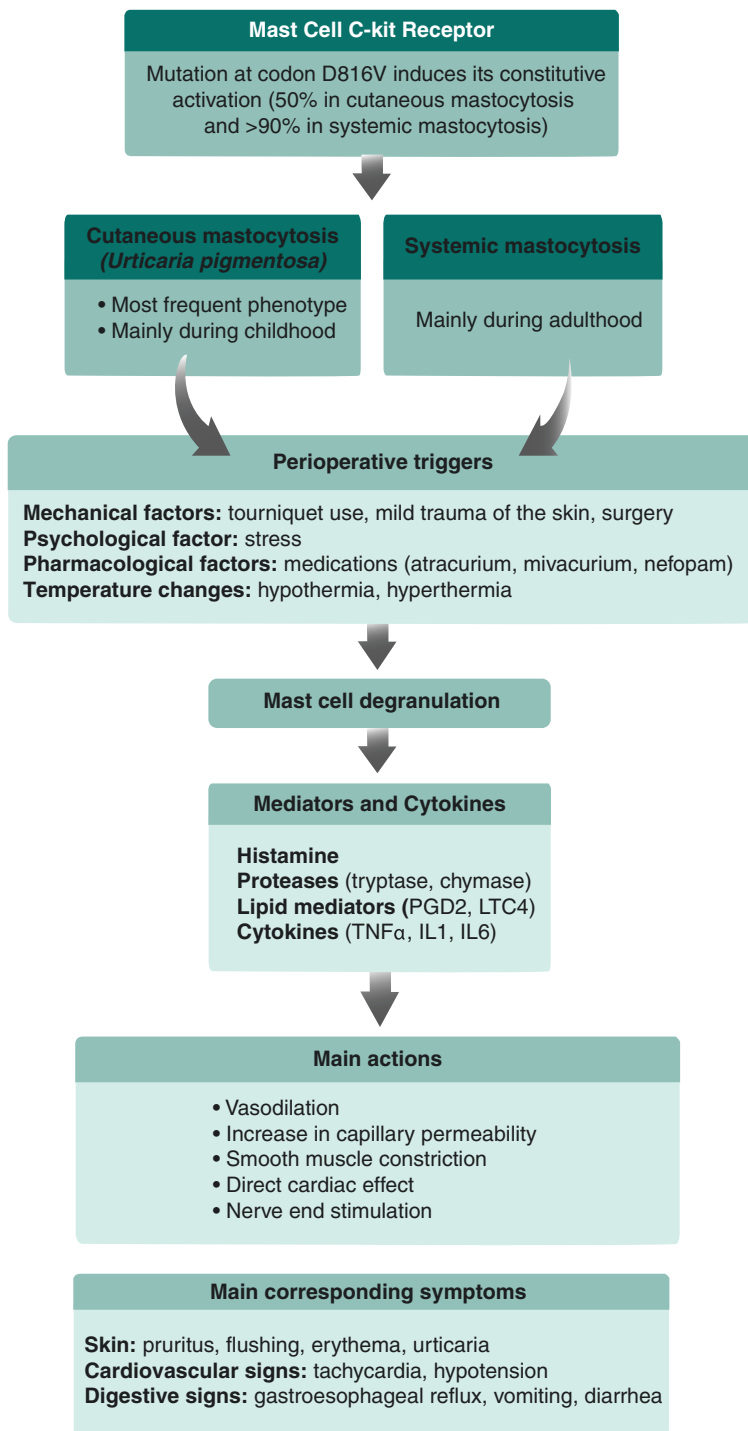 Mast Cell C-kit Receptor
Mutation at codon D816V induces its constitutive
activation (50% in cutaneous mastocytosis
and >90% in systemic mastocytosis)
Cutaneous mastocytosis
(Urticaria pigmentosa)
• Most frequent phenotype
• Mainly during childhood
Systemic mastocytosis
Mainly during adulthood
Perioperative triggers
Mechanical factors: tourniquet use, mild trauma of the skin, surgery
Psychological factor: stress
Pharmacological factors: medications (atracurium, mivacurium, nefopam)
Temperature changes: hypothermia, hyperthermia
Mast cell degranulation
Mediators and Cytokines
Histamine
Proteases (tryptase, chymase)
Lipid mediators (PGD2, LTC4)
Cytokines (TNFα, IL1, IL6)
Main actions
• Vasodilation
• Increase in capillary permeability
• Smooth muscle constriction
• Direct cardiac effect
• Nerve end stimulation
Main corresponding symptoms
Skin: pruritus, flushing, erythema, urticaria
Cardiovascular signs: tachycardia, hypotension
Digestive signs: gastroesophageal reflux, vomiting, diarrhea